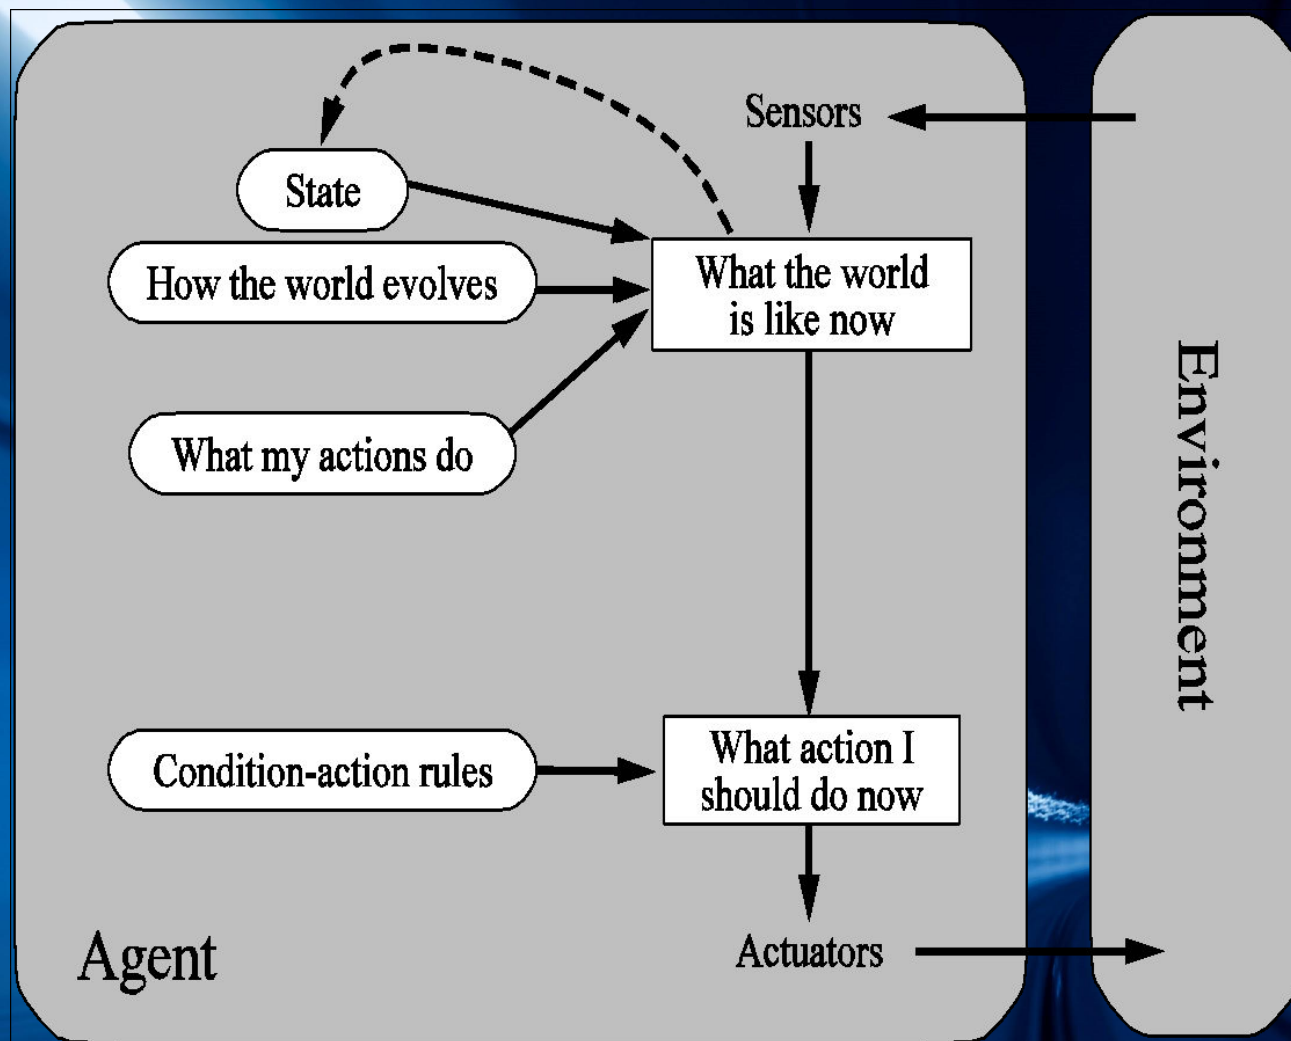 Sensors
State
How the world evolves
What the world
is like now
What my actions do
Environment
Condition-action rules
What action I
should do now
Agent
Actuators